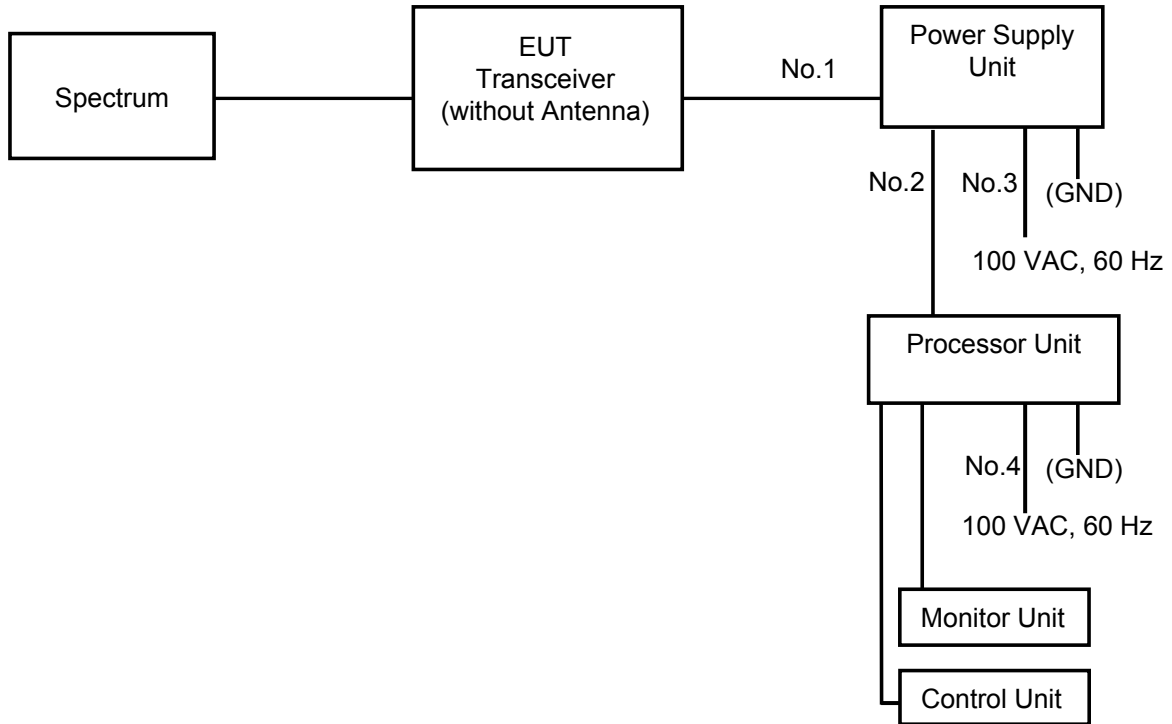 Spectrum
EUT
Transceiver
(without Antenna)
No.1
Power Supply
Unit
No.2
No.3
(GND)
100 VAC, 60 Hz
Processor Unit
No.4
(GND)
100 VAC, 60 Hz
Monitor Unit
Control Unit